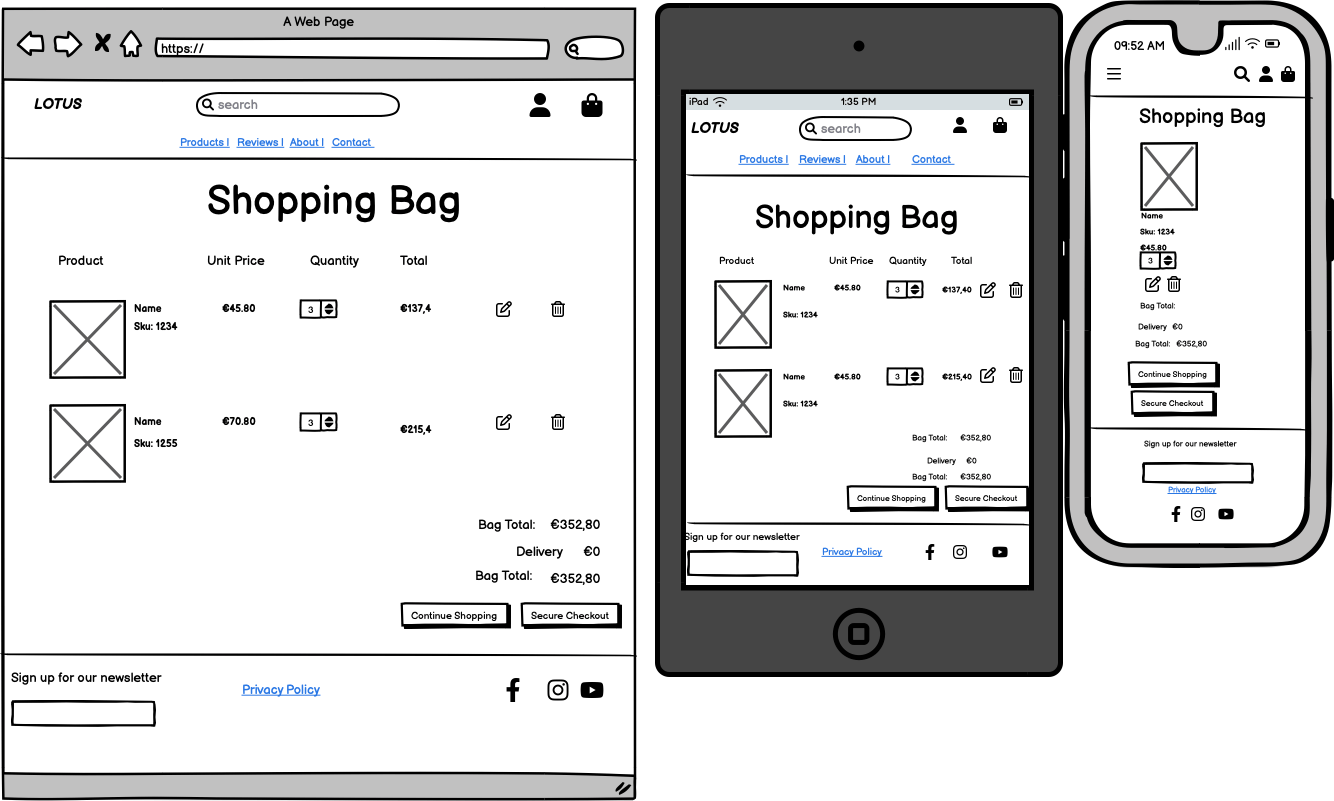 A Web Page
https://
LOTUS
search
Products | Reviews | About | Contact
Shopping Bag
Product Unit Price Quantity Total
Name €45.80 3 €137,4
Sku: 1234
Name €70.80 3 €215,4
Sku: 1255
Bag Total: €352,80
Delivery €0
Bag Total: €352,80
Continue Shopping Secure Checkout
Sign up for our newsletter
Privacy Policy
iPad 1:35 PM
LOTUS
search
Products | Reviews | About | Contact
Shopping Bag
Product Unit Price Quantity Total
Name €45.80 3 €137,40
Sku: 1234
Name €45.80 3 €215,40
Sku: 1234
Bag Total: €352,80
Delivery €0
Bag Total: €352,80
Continue Shopping Secure Checkout
Sign up for our newsletter
Privacy Policy
09:52 AM
Shopping Bag
Name
Sku: 1234
€45.80
3
Bag Total:
Delivery €0
Bag Total: €352,80
Continue Shopping
Secure Checkout
Sign up for our newsletter
Privacy Policy